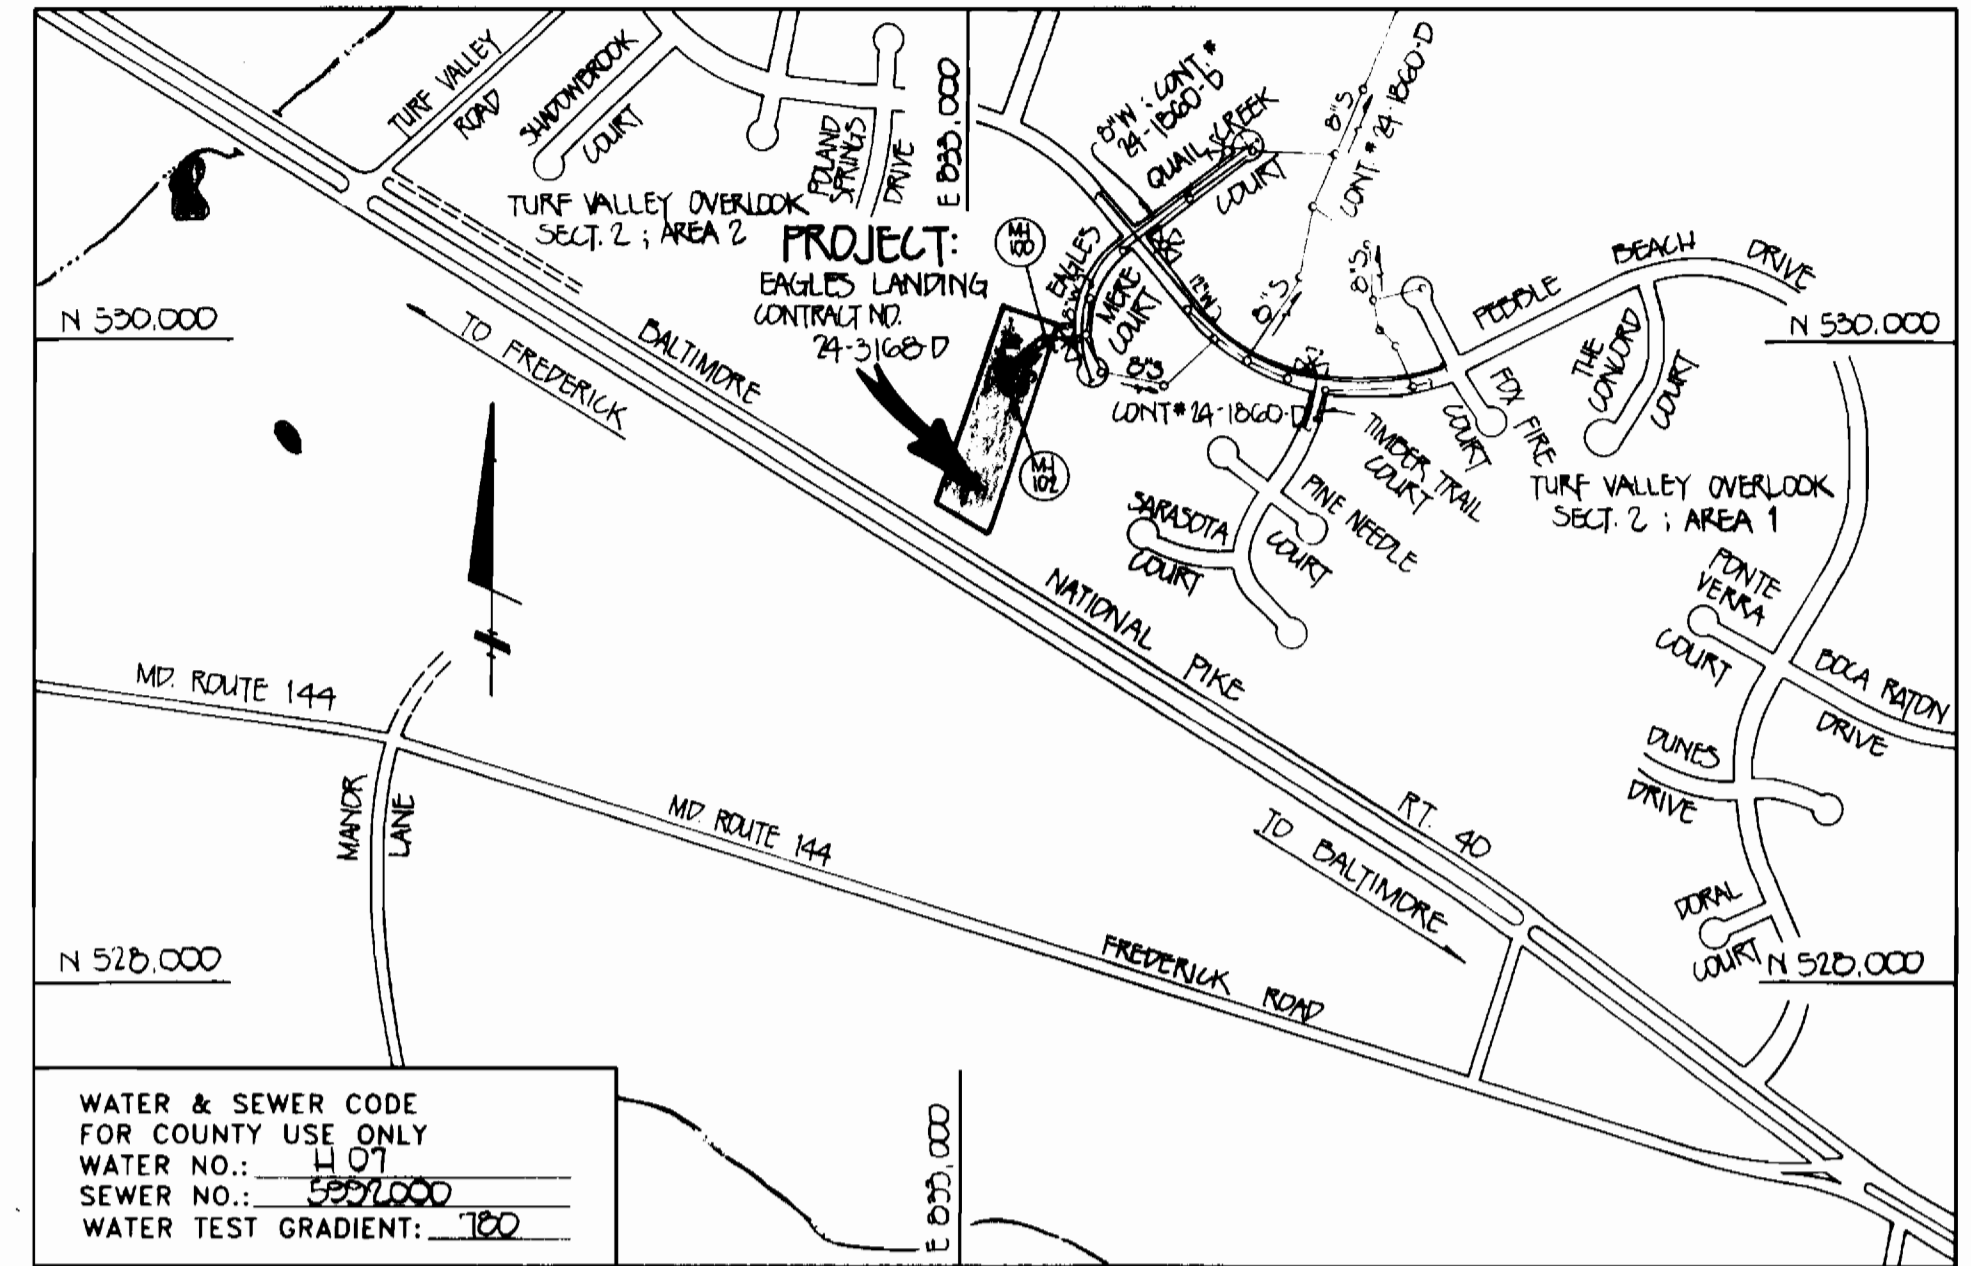 TURF VALLEY
ROAD
SHADOWBROOK
COURT
POLAND
SPRINGS
DRIVE
E 833.000
8"W; CONT. #
24-1860-D
QUAIL CREEK
COURT
8"S
CONT # 24-1860-D
TURF VALLEY OVERLOOK
SECT. 2 ; AREA 2
PROJECT:
EAGLES LANDING
CONTRACT NO.
24-3168-D
MH
100
EAGLES
MERE
COURT
12"W
8"S
8"S
PEBBLE BEACH DRIVE
N 530.000
N 530.000
TO FREDERICK
BALTIMORE
8"S
CONT # 24-1860-D
THE
CONCORD
COURT
FOX FIRE
COURT
TIMBER TRAIL
COURT
MH
102
TURF VALLEY OVERLOOK
SECT. 2 ; AREA 1
PINE NEEDLE
COURT
SARASOTA
COURT
NATIONAL PIKE
PONTE
VERRA
COURT
BOCA RATON
DRIVE
MD. ROUTE 144
DUNES
DRIVE
MANOR
LANE
MD. ROUTE 144
RT. 40
TO BALTIMORE
DORAL
COURT
N 528.000
N 528.000
FREDERICK ROAD
WATER & SEWER CODE
FOR COUNTY USE ONLY
WATER NO.: H 07
SEWER NO.: 5992000
WATER TEST GRADIENT: 780
E 833,000